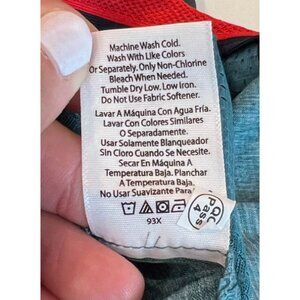 Machine Wash Cold.
Wash With Like Colors
Or Separately. Only Non-Chlorine
Bleach When Needed.
Tumble Dry Low. Low iron.
Do Not Use Fabric Softener.
Lavar A Máquina Con Agua Fría.
Lavar Con Colores Similares
O Separadamente.
Usar Solamente Blanqueador
Sin Cloro Cuando Se Necesite.
Secar En Máquina A
Temperatura Baja. Planchar
A Temperatura Baja.
No Usar Suavizante Para
93X
QC
Pass
4